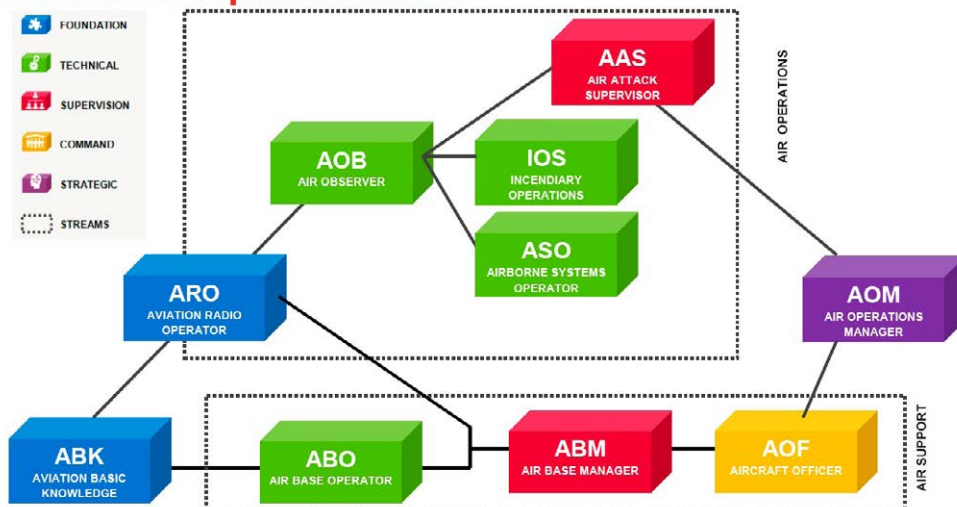 FOUNDATION
TECHNICAL
SUPERVISION
COMMAND
STRATEGIC
STREAMS
AAS
AIR ATTACK
SUPERVISOR
AIR OPERATIONS
AOB
AIR OBSERVER
IOS
INCENDIARY
OPERATIONS
ASO
AIRBORNE SYSTEMS
OPERATOR
ARO
AVIATION RADIO
OPERATOR
AOM
AIR OPERATIONS
MANAGER
ABK
AVIATION BASIC
KNOWLEDGE
ABO
AIR BASE OPERATOR
ABM
AIR BASE MANAGER
AOF
AIRCRAFT OFFICER
AIR SUPPORT